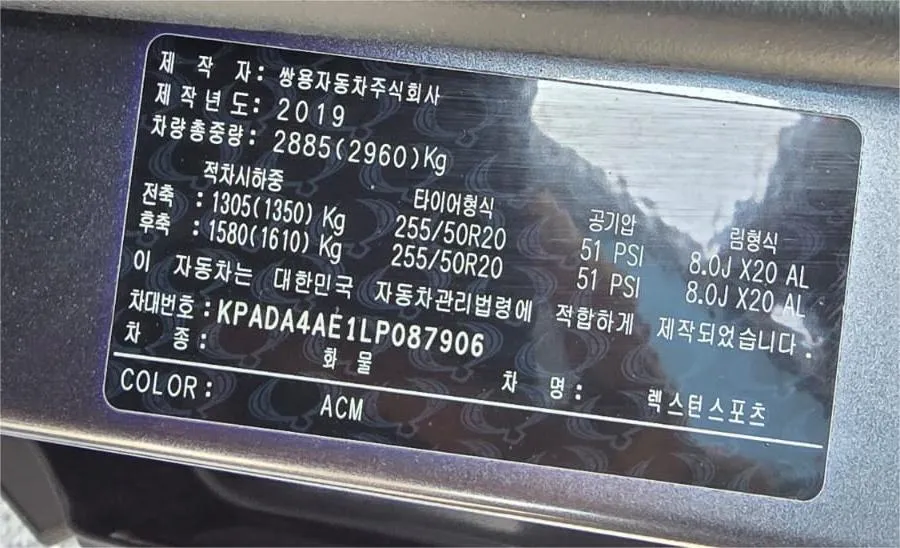 제 작 자: 쌍용자동차주식회사
제작년도: 2019
차량총중량: 2885(2960)Kg
적차시하중 타이어형식 공기압 림형식
전축 : 1305(1350) Kg 255/50R20 51 PSI 8.0J X20 AL
후축 : 1580(1610) Kg 255/50R20 51 PSI 8.0J X20 AL
이 자동차는 대한민국 자동차관리법령에 적합하게 제작되었습니다.
차대번호 : KPADA4AE1LP087906
차 종: 화물 차 명: 렉스턴스포츠
COLOR: ACM